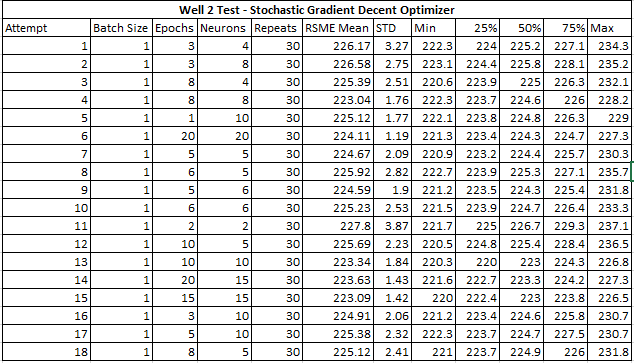 Well 2 Test - Stochastic Gradient Decent Optimizer
Attempt Batch Size Epochs Neurons Repeats RSME Mean STD Min 25% 50% 75% Max
1 1 3 4 30 226.17 3.27 222.3 224 225.2 227.1 234.3
2 1 3 8 30 226.58 2.75 223.1 224.4 225.8 228.1 235.2
3 1 8 4 30 225.39 2.51 220.6 223.9 225 226.3 232.1
4 1 8 8 30 223.04 1.76 222.3 223.7 224.6 226 228.2
5 1 1 10 30 225.12 1.77 222.1 223.8 224.8 226.3 229
6 1 20 20 30 224.11 1.19 221.3 223.4 224.3 224.7 227.3
7 1 5 5 30 224.67 2.09 220.9 223.2 224.4 225.7 230.3
8 1 6 5 30 225.92 2.82 222.7 223.9 225.3 227.1 235.7
9 1 5 6 30 224.59 1.9 221.2 223.5 224.3 225.4 231.8
10 1 6 6 30 225.23 2.53 221.5 223.9 224.7 226.4 233.3
11 1 2 2 30 227.8 3.87 221.7 225 226.7 229.3 237.1
12 1 10 5 30 225.69 2.23 220.5 224.8 225.4 228.4 236.5
13 1 10 10 30 223.34 1.84 220.3 220 223 224.3 226.8
14 1 20 15 30 223.63 1.43 221.6 222.7 223.3 224.2 227.3
15 1 15 15 30 223.09 1.42 220 222.4 223 223.8 226.5
16 1 3 10 30 224.91 2.06 221.2 223.4 224.6 225.8 230.7
17 1 5 10 30 225.38 2.32 222.3 223.7 224.7 227.5 230.7
18 1 8 5 30 225.12 2.41 221 223.7 224.9 226 231.8